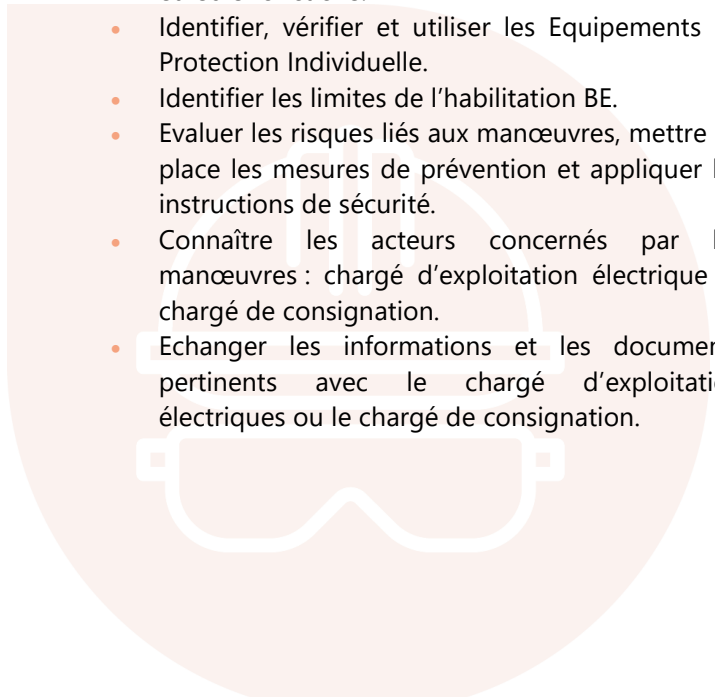 Identifier, vérifier et utiliser les Equipements
Protection Individuelle.
Identifier les limites de l’habilitation BE.
Evaluer les risques liés aux manœuvres, mettre
place les mesures de prévention et appliquer
instructions de sécurité.
Connaître les acteurs concernés par
manœuvres : chargé d’exploitation électrique
chargé de consignation.
Echanger les informations et les documen
pertinents avec le chargé d’exploitati
électriques ou le chargé de consignation.